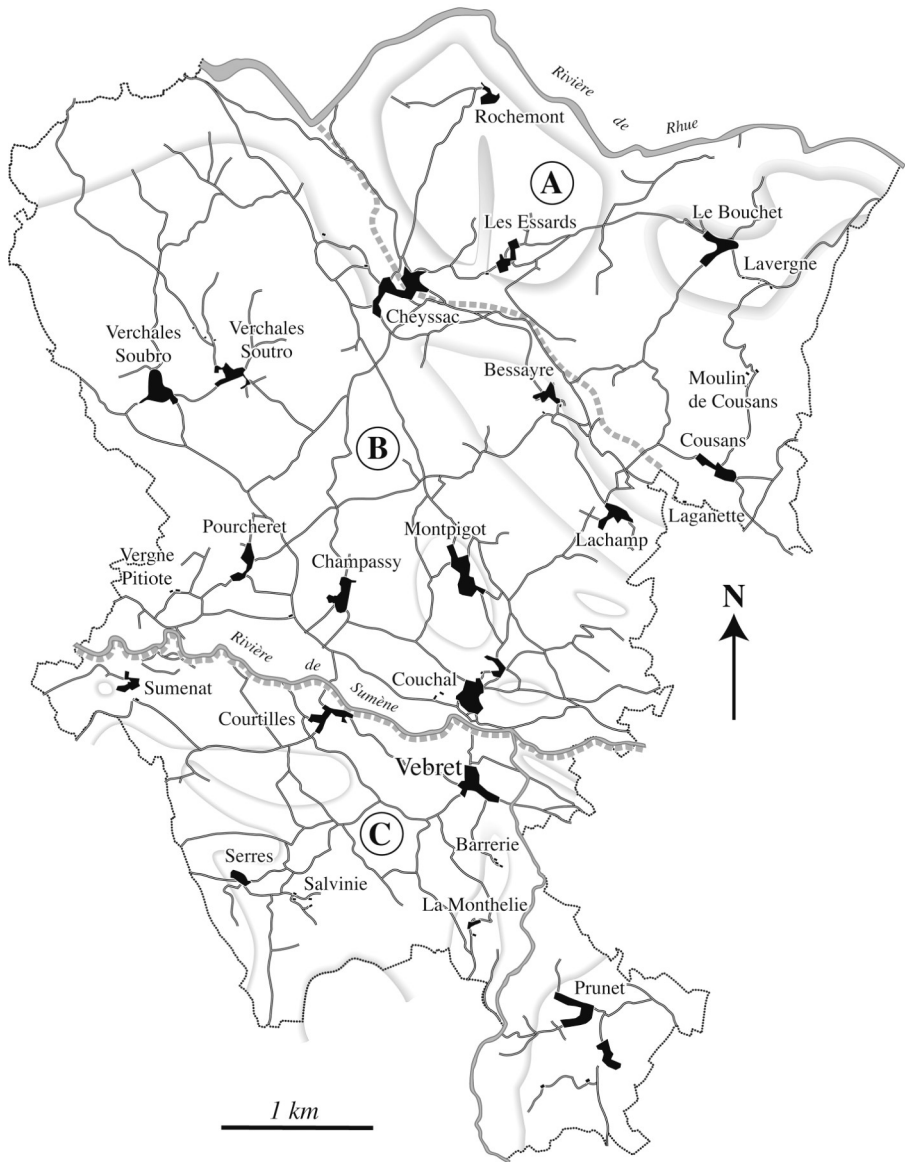 Rivière
de
Rhue
Rochemont
A
Les Essards
Le Bouchet
Lavergne
Cheyssac
Verchales
Soubro
Verchales
Soutro
Bessayre
Moulin
de Cousans
Cousans
B
Laganette
Pourcheret
Montpigot
Lachamp
Vergne
Pitiote
Champassy
N
Rivière
de
Sumène
Sumenat
Couchal
Courtilles
Vebret
C
Barrerie
Serres
Salvinie
La Monthelie
Prunet
1 km